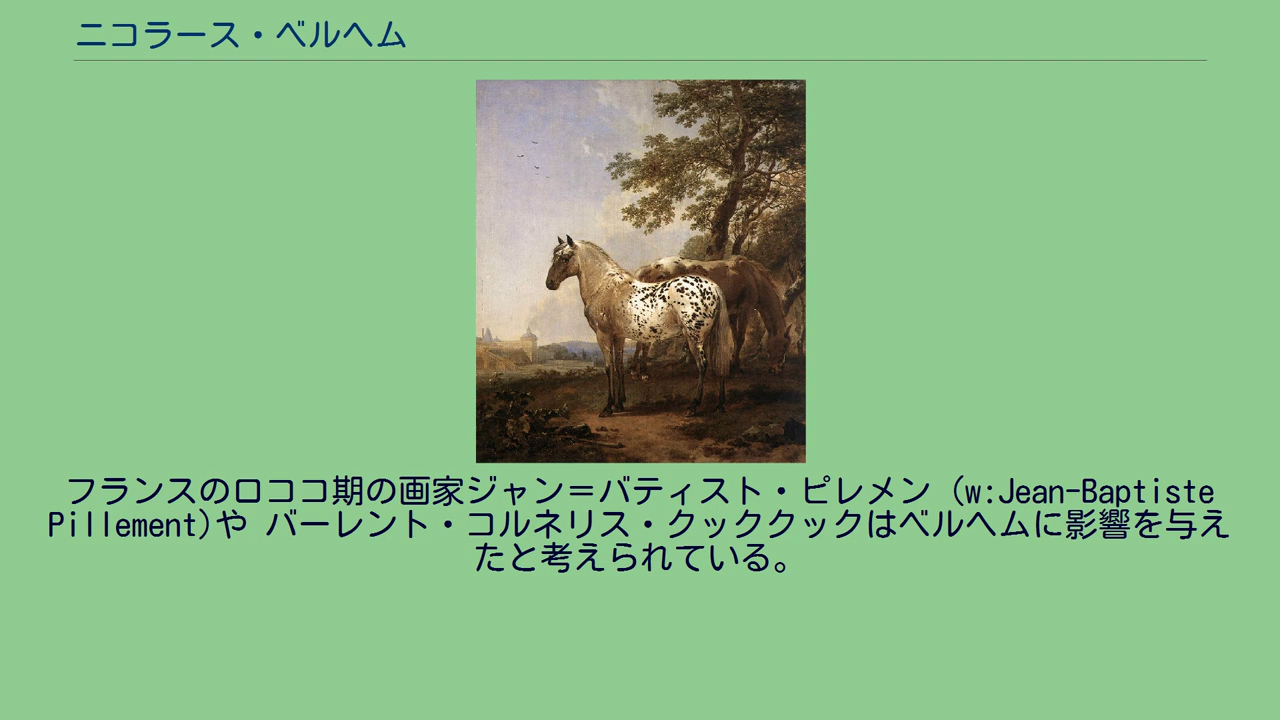 ニコラース・ベルヘム
フランスのロココ期の画家ジャン＝バティスト・ピレメン (w:Jean-Baptiste
Pillement)や バーレント・コルネリス・クッククックはベルヘムに影響を与え
たと考えられている。